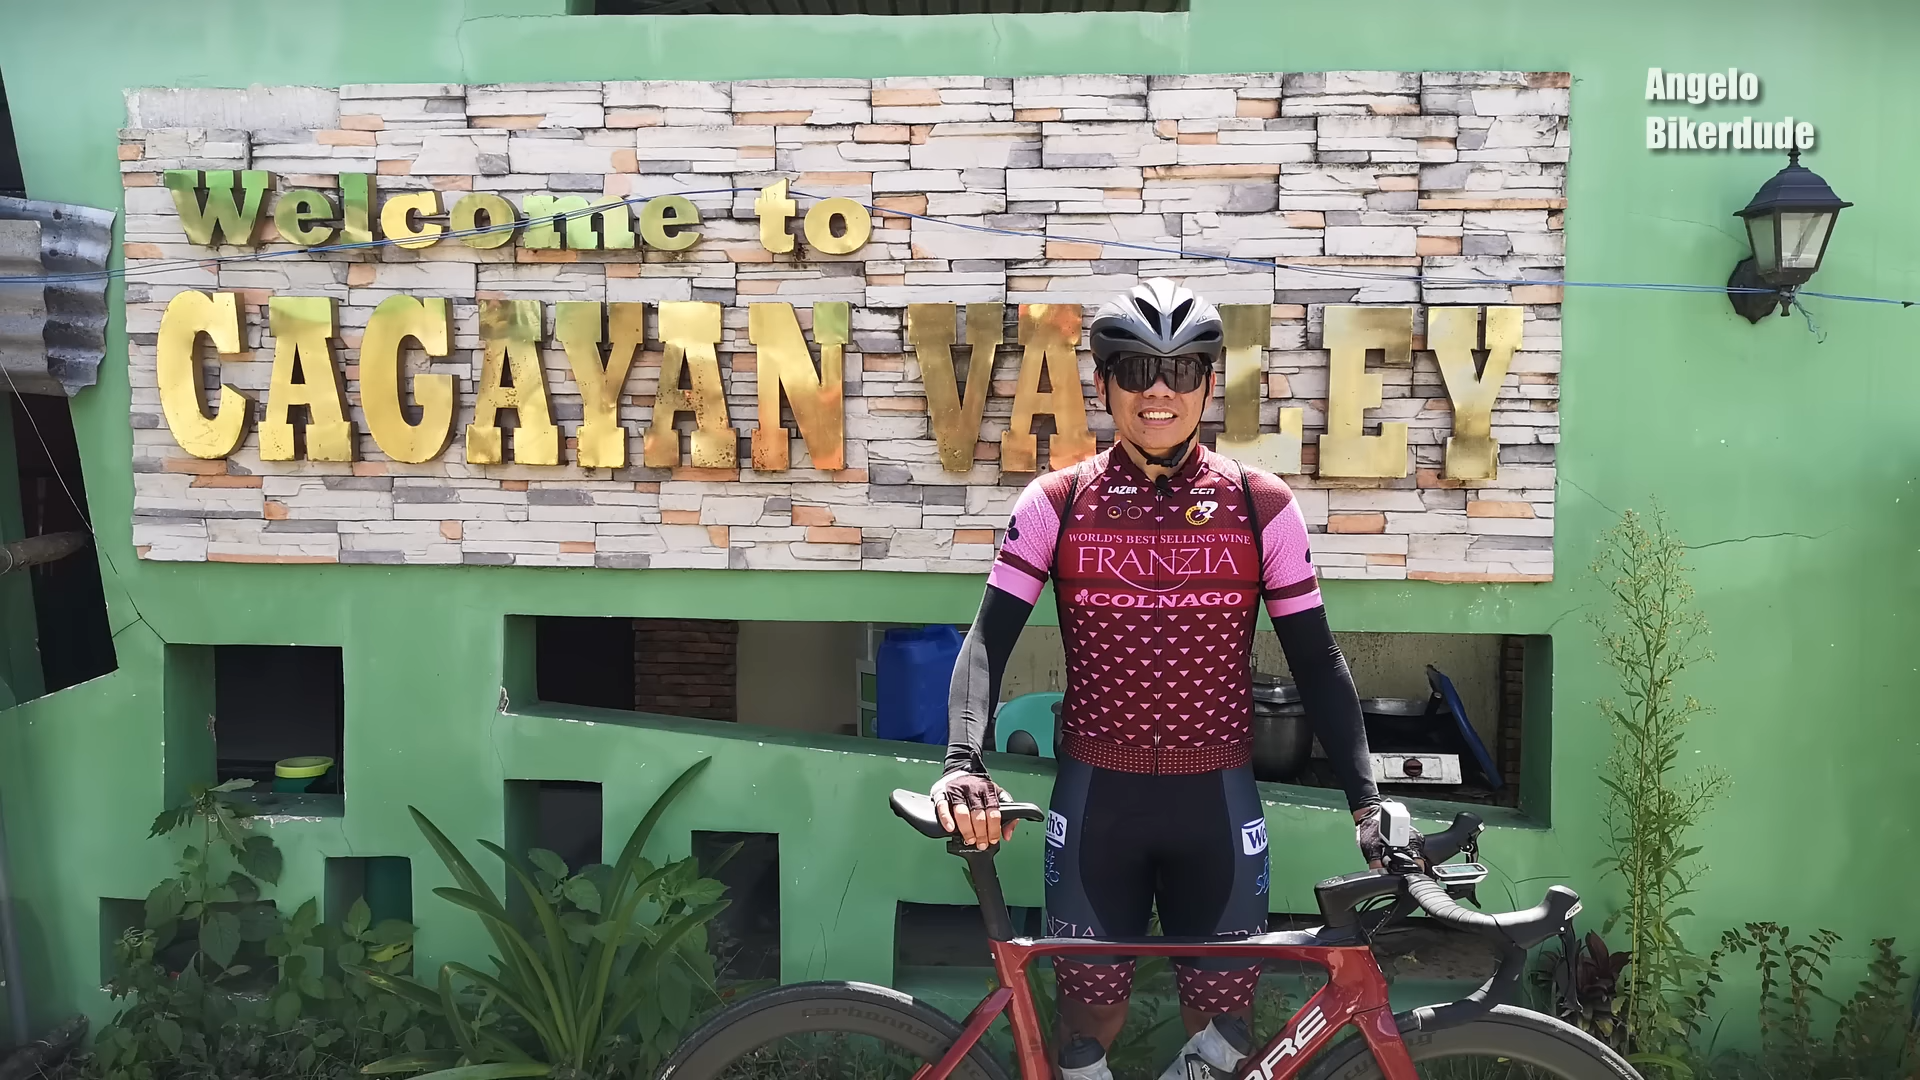 Angelo
Bikerdude
Welcome to
CAGAYAN VALLEY
LAZER
CCN
WORLD'S BEST SELLING WINE
FRANZIA
COLNAGO